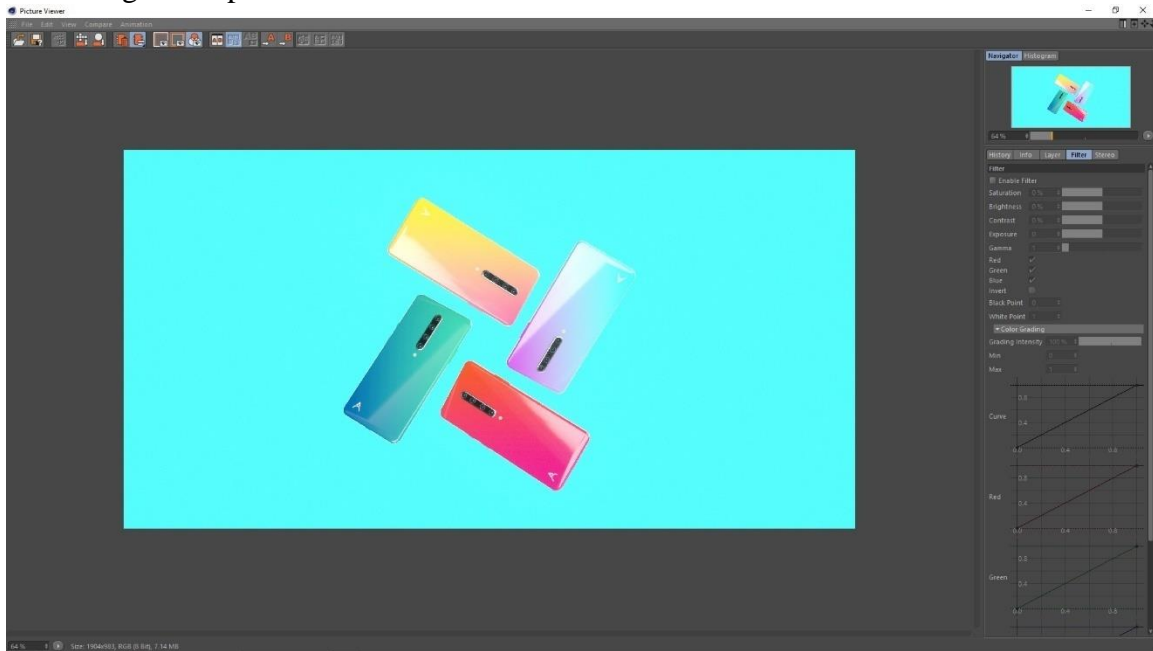 Picture Viewer
File Edit View Compare Animation
Navigator Histogram
64 %
History Info Layer Filter Stereo
Filter
Enable Filter
Saturation 0 %
Brightness 0 %
Contrast 0 %
Exposure 0
Gamma 1
Red
Green
Blue
Invert
Black Point 0
White Point 1
Color Grading
Grading Intensity 100 %
Min 0
Max 1
0.8
Curve 0.4
0.0 0.4 0.8
0.8
Red 0.4
0.0 0.4 0.8
0.8
Green 0.4
0.0 0.4 0.8
64 % Size: 1904x983, RGB (8 Bit), 7.14 MB